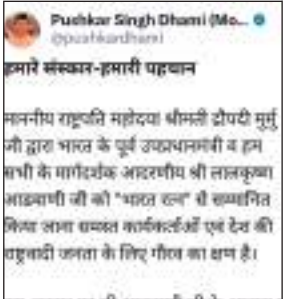 Pushkar Singh Dhami (Mo...
@pushkardhami
हमारे संस्कार-हमारी पहचान
माननीय राष्ट्रपति महोदया श्रीमती द्रौपदी मुर्मु
जी द्वारा भारत के पूर्व उपप्रधानमंत्री व हम
सभी के मार्गदर्शक आदरणीय श्री लालकृष्ण
आडवाणी जी को "भारत रत्न" से सम्मानित
किया जाना समस्त कार्यकर्ताओं एवं देश की
राष्ट्रवादी जनता के लिए गौरव का क्षण है।